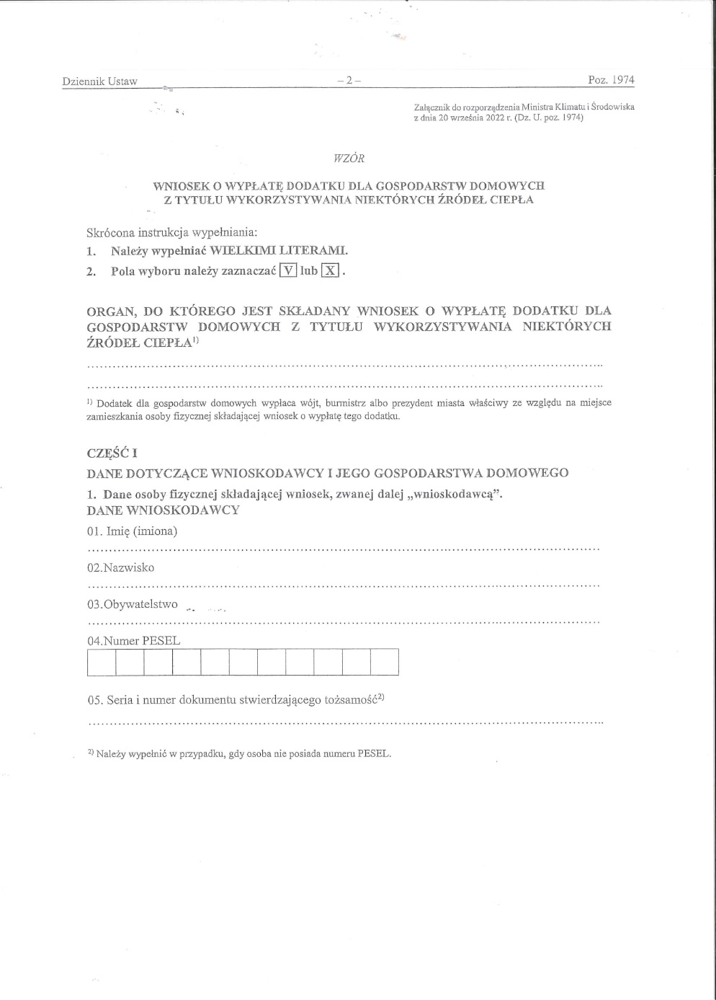 Dziennik Ustaw – 2 – Poz. 1974
Załącznik do rozporządzenia Ministra Klimatu i Środowiska
z dnia 20 września 2022 r. (Dz. U. poz. 1974)
WZÓR
WNIOSEK O WYPŁATĘ DODATKU DLA GOSPODARSTW DOMOWYCH
Z TYTUŁU WYKORZYSTYWANIA NIEKTÓRYCH ŹRÓDEŁ CIEPŁA
Skrócona instrukcja wypełniania:
1. Należy wypełniać WIELKIMI LITERAMI.
2. Pola wyboru należy zaznaczać V lub X .
ORGAN, DO KTÓREGO JEST SKŁADANY WNIOSEK O WYPŁATĘ DODATKU DLA
GOSPODARSTW DOMOWYCH Z TYTUŁU WYKORZYSTYWANIA NIEKTÓRYCH
ŹRÓDEŁ CIEPŁA1)
1) Dodatek dla gospodarstw domowych wypłaca wójt, burmistrz albo prezydent miasta właściwy ze względu na miejsce
zamieszkania osoby fizycznej składającej wniosek o wypłatę tego dodatku.
CZĘŚĆ I
DANE DOTYCZĄCE WNIOSKODAWCY I JEGO GOSPODARSTWA DOMOWEGO
1. Dane osoby fizycznej składającej wniosek, zwanej dalej „wnioskodawcą”.
DANE WNIOSKODAWCY
01. Imię (imiona)
02.Nazwisko
03.Obywatelstwo
04.Numer PESEL
05. Seria i numer dokumentu stwierdzającego tożsamość2)
2) Należy wypełnić w przypadku, gdy osoba nie posiada numeru PESEL.